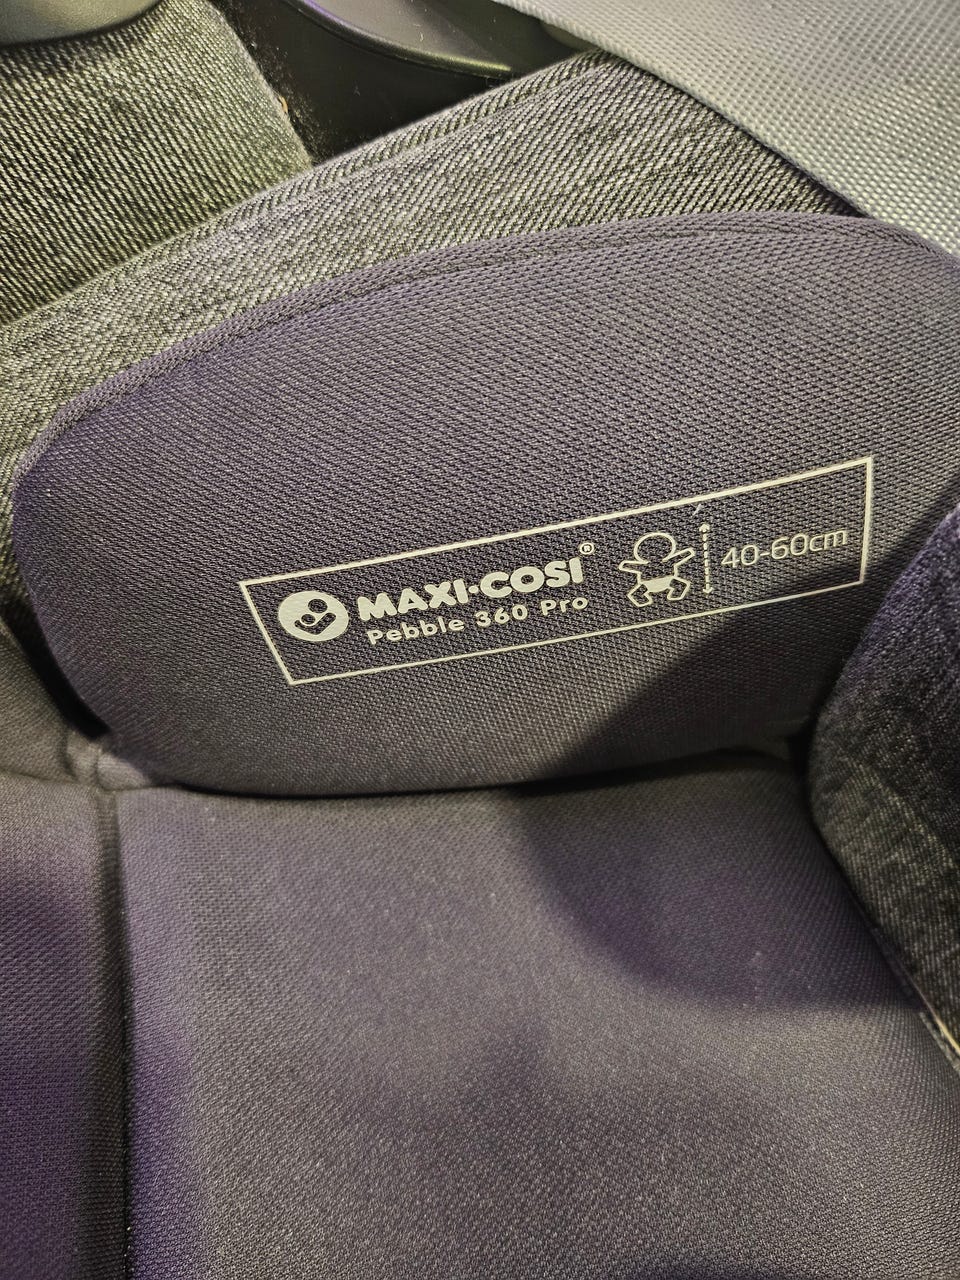 MAXI·COSI®
Pebble 360 Pro
40-60cm